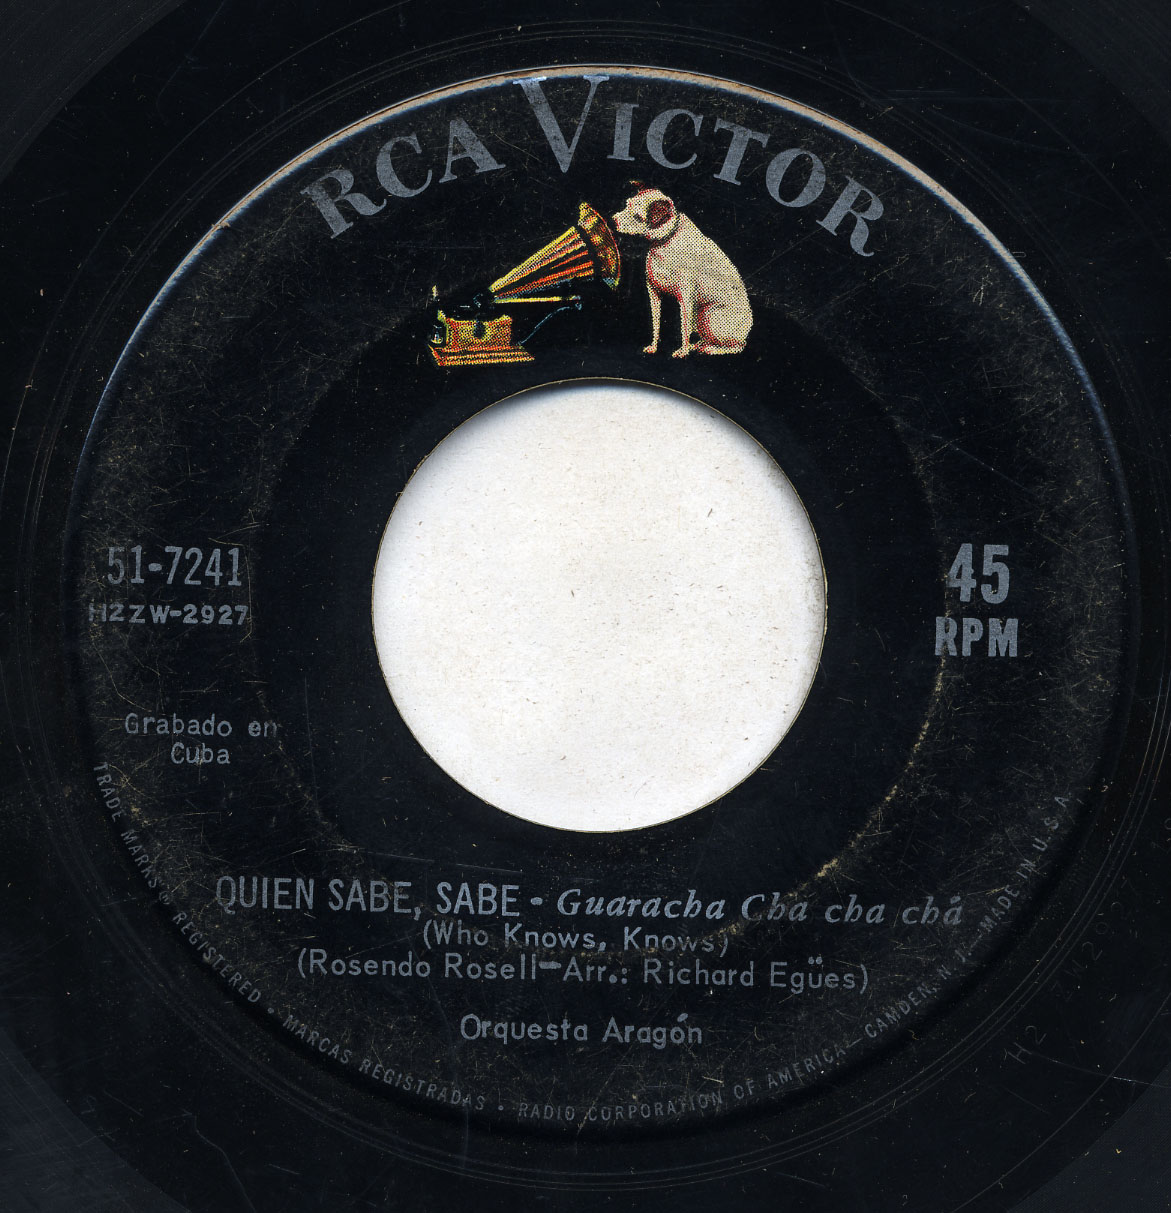 RCA VICTOR
51-7241
H2ZW-2927
45
RPM
Grabado en
Cuba
QUIEN SABE, SABE - Guaracha Cha cha chá
(Who Knows, Knows)
(Rosendo Rosell—Arr.: Richard Egües)
Orquesta Aragón
TRADE MARKS ® REGISTERED • MARCAS REGISTRADAS • RADIO CORPORATION OF AMERICA—CAMDEN, N. J.—MADE IN U.S.A.